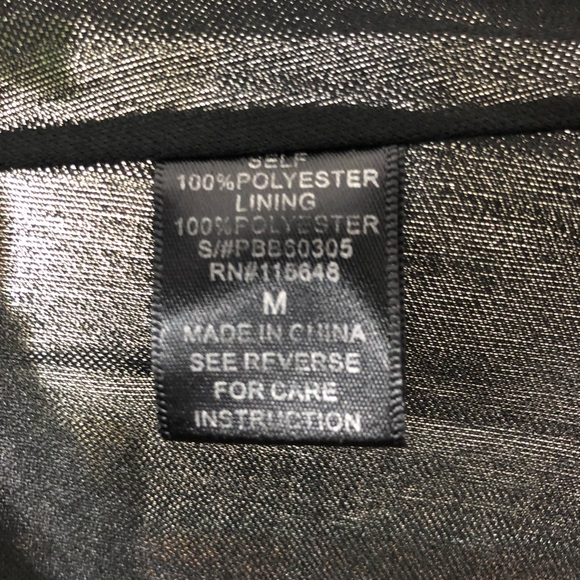 SELF
100%POLYESTER
LINING
100%POLYESTER
S/#PBB60305
RN#115648
M
MADE IN CHINA
SEE REVERSE
FOR CARE
INSTRUCTION